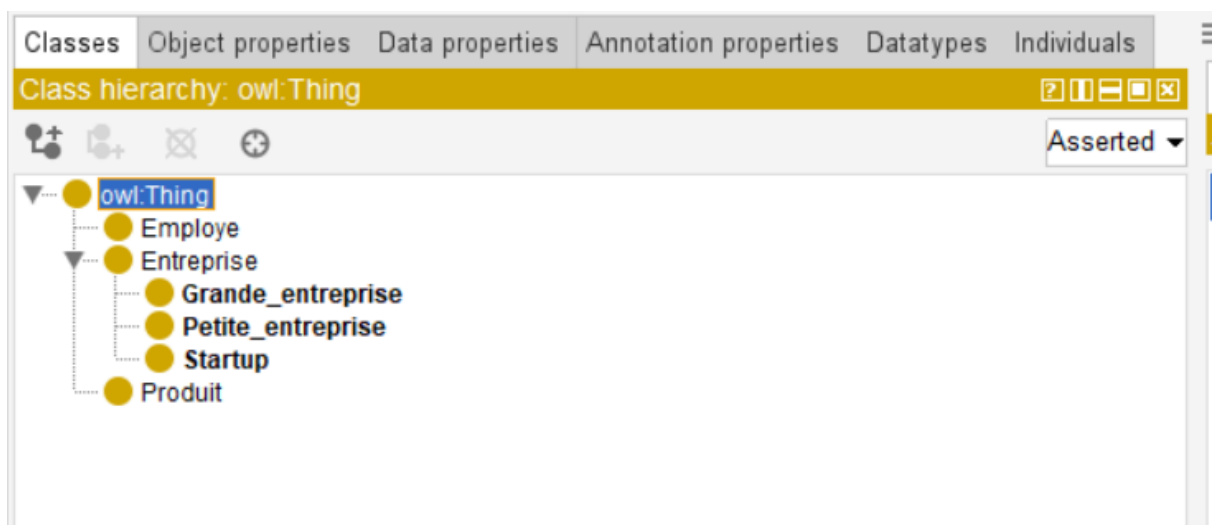 Classes Object properties Data properties Annotation properties Datatypes Individuals
Class hierarchy: owl:Thing
Asserted
owl:Thing
Employe
Entreprise
Grande_entreprise
Petite_entreprise
Startup
Produit